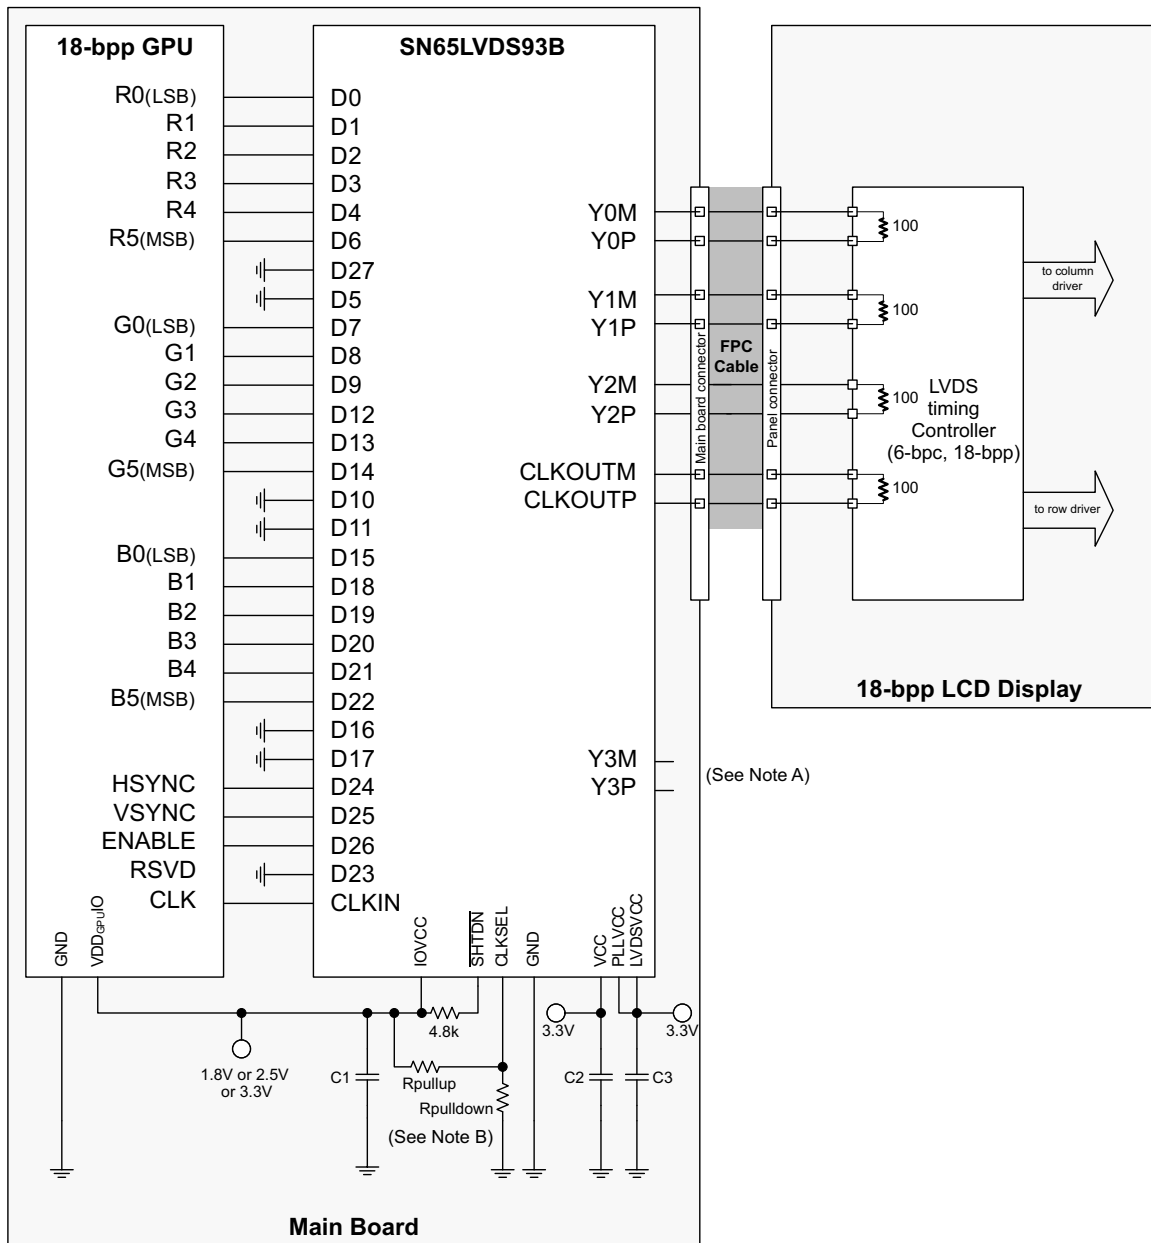 18-bpp GPU
R0(LSB)
R1
R2
R3
R4
R5(MSB)
G0(LSB)
G1
G2
G3
G4
G5(MSB)
B0(LSB)
B1
B2
B3
B4
B5(MSB)
HSYNC
VSYNC
ENABLE
RSVD
CLK
GND
VDDGPUIO
SN65LVDS93B
D0
D1
D2
D3
D4
D6
D27
D5
D7
D8
D9
D12
D13
D14
D10
D11
D15
D18
D19
D20
D21
D22
D16
D17
D24
D25
D26
D23
CLKIN
Y0M
Y0P
Y1M
Y1P
Y2M
Y2P
CLKOUTM
CLKOUTP
Y3M
Y3P
(See Note A)
IOVCC
SHTDN
CLKSEL
GND
VCC
PLLVCC
LVDSVCC
Main board connector
FPC
Cable
Panel connector
100
100
100
100
LVDS
timing
Controller
(6-bpc, 18-bpp)
to column
driver
to row driver
18-bpp LCD Display
4.8k
3.3V
3.3V
1.8V or 2.5V
or 3.3V
C1
Rpullup
Rpulldown
(See Note B)
C2
C3
Main Board